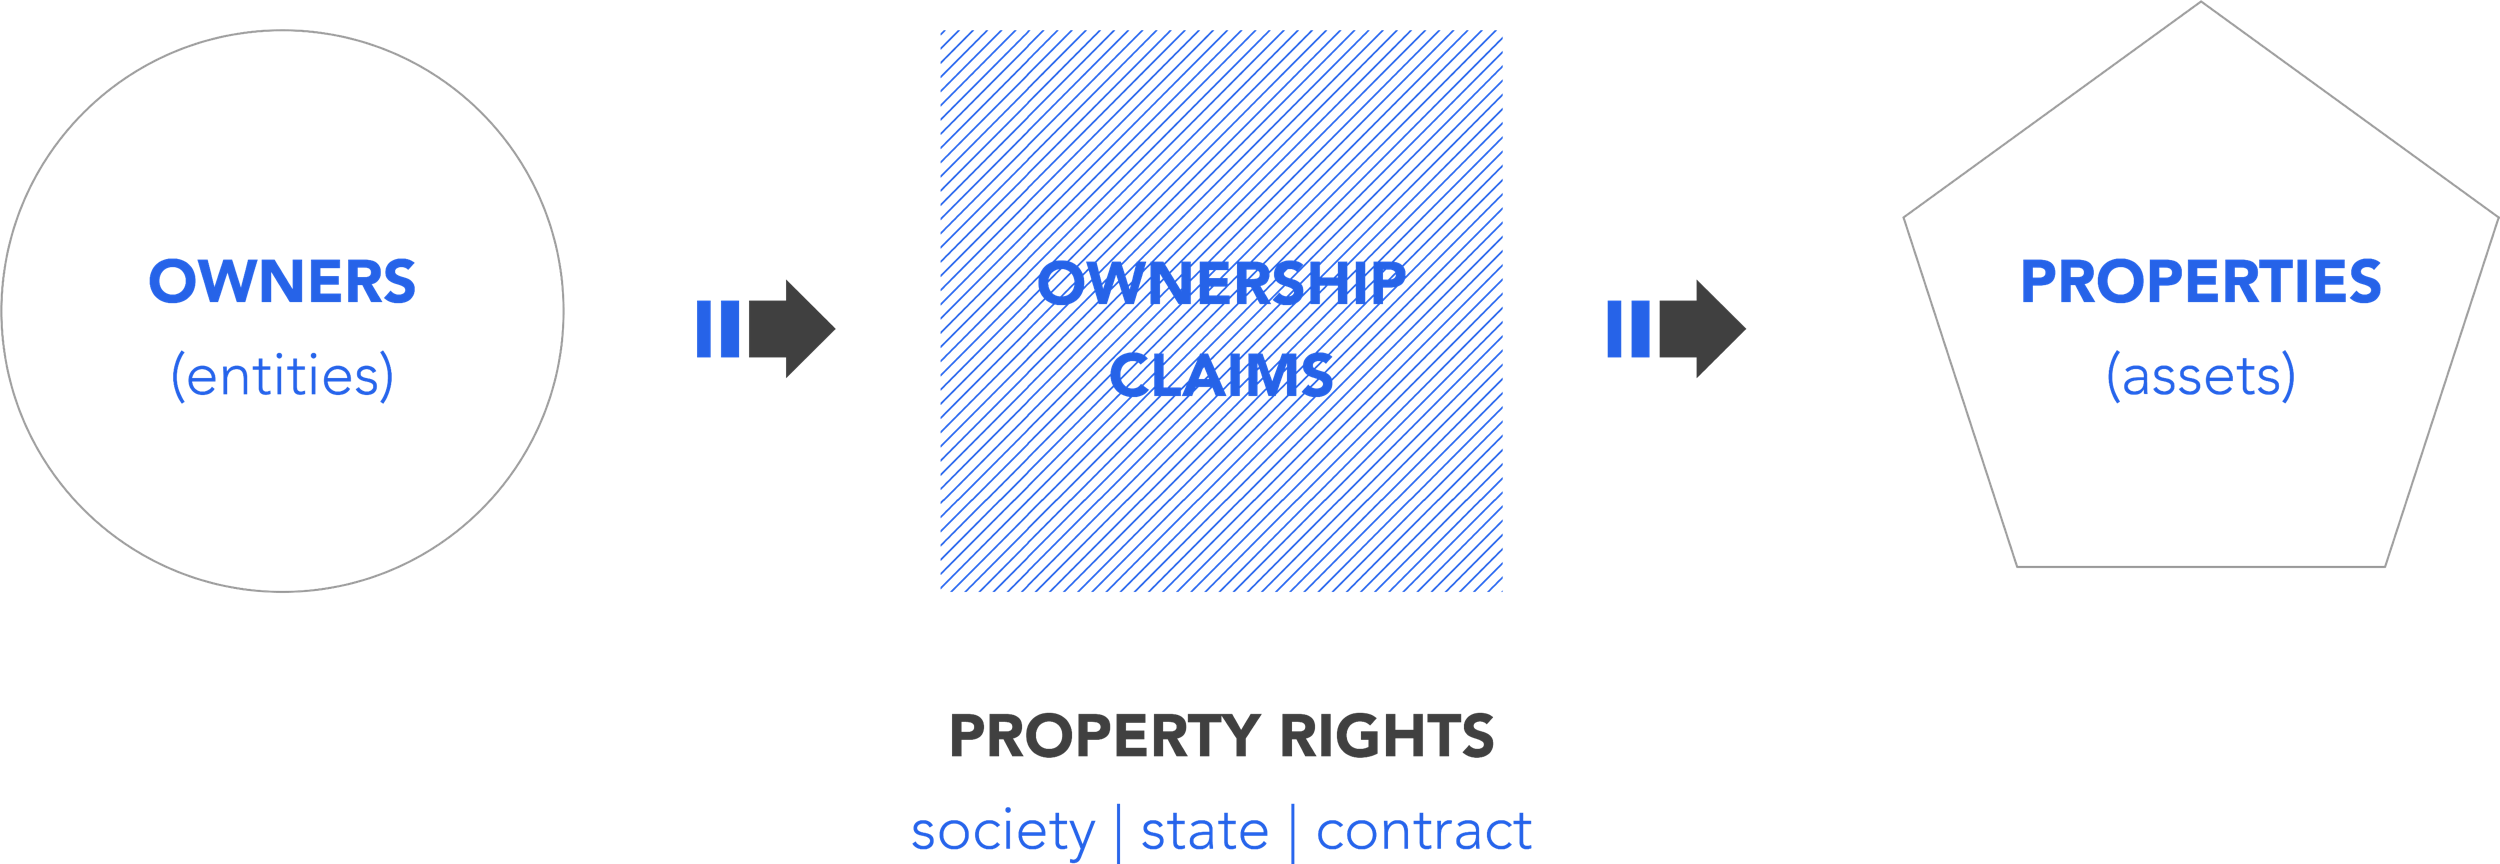 OWNERS
(entities)
OWNERSHIP
CLAIMS
PROPERTIES
(assets)
PROPERTY RIGHTS
society | state | contract